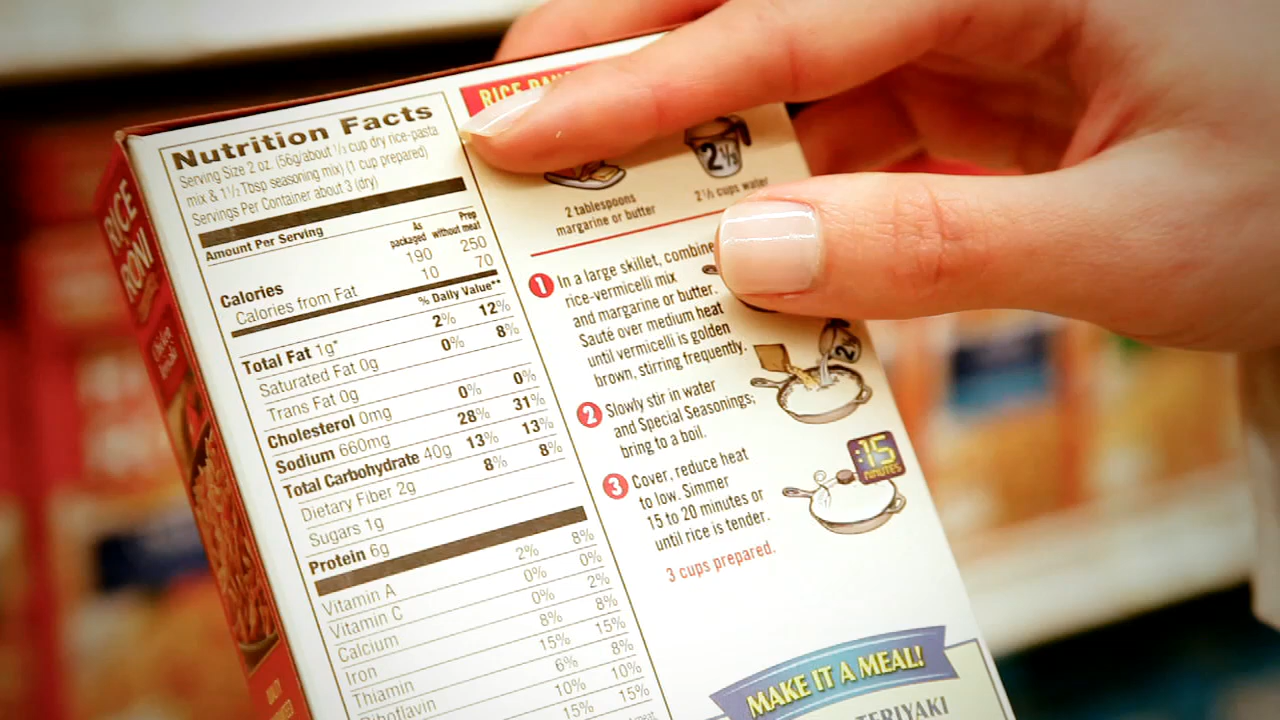 RICE
RONI
Nutrition Facts
Serving Size 2 oz. (56g/about 1/3 cup dry rice-pasta
mix & 1 1/2 Tbsp seasoning mix) (1 cup prepared)
Servings Per Container about 3 (dry)
Amount Per Serving As packaged Prep without meat
Calories 190 250
Calories from Fat 10 70
% Daily Value**
Total Fat 1g* 2% 12%
Saturated Fat 0g 0% 8%
Trans Fat 0g
Cholesterol 0mg 0% 0%
Sodium 660mg 28% 31%
Total Carbohydrate 40g 13% 13%
Dietary Fiber 2g 8% 8%
Sugars 1g
Protein 6g
Vitamin A 2% 8%
Vitamin C 0% 0%
Calcium 0% 2%
Iron 8% 8%
Thiamin 15% 15%
Riboflavin 6% 8%
10% 10%
15% 15%
RICE
2 1/3
2 tablespoons
margarine or butter
2 1/3 cups water
1 In a large skillet, combine
rice-vermicelli mix
and margarine or butter.
Sauté over medium heat
until vermicelli is golden
brown, stirring frequently.
2 Slowly stir in water
and Special Seasonings;
bring to a boil.
3 Cover, reduce heat
to low. Simmer
15 to 20 minutes or
until rice is tender.
:15
MINUTES
3 cups prepared.
MAKE IT A MEAL!
TERIYAKI